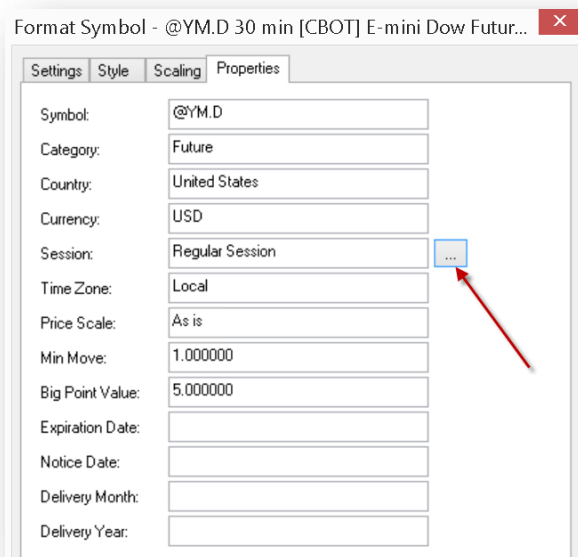 Format Symbol - @YM.D 30 min [CBOT] E-mini Dow Futur...
Settings Style Scaling Properties
Symbol: @YM.D
Category: Future
Country: United States
Currency: USD
Session: Regular Session ...
Time Zone: Local
Price Scale: As is
Min Move: 1.000000
Big Point Value: 5.000000
Expiration Date:
Notice Date:
Delivery Month:
Delivery Year: